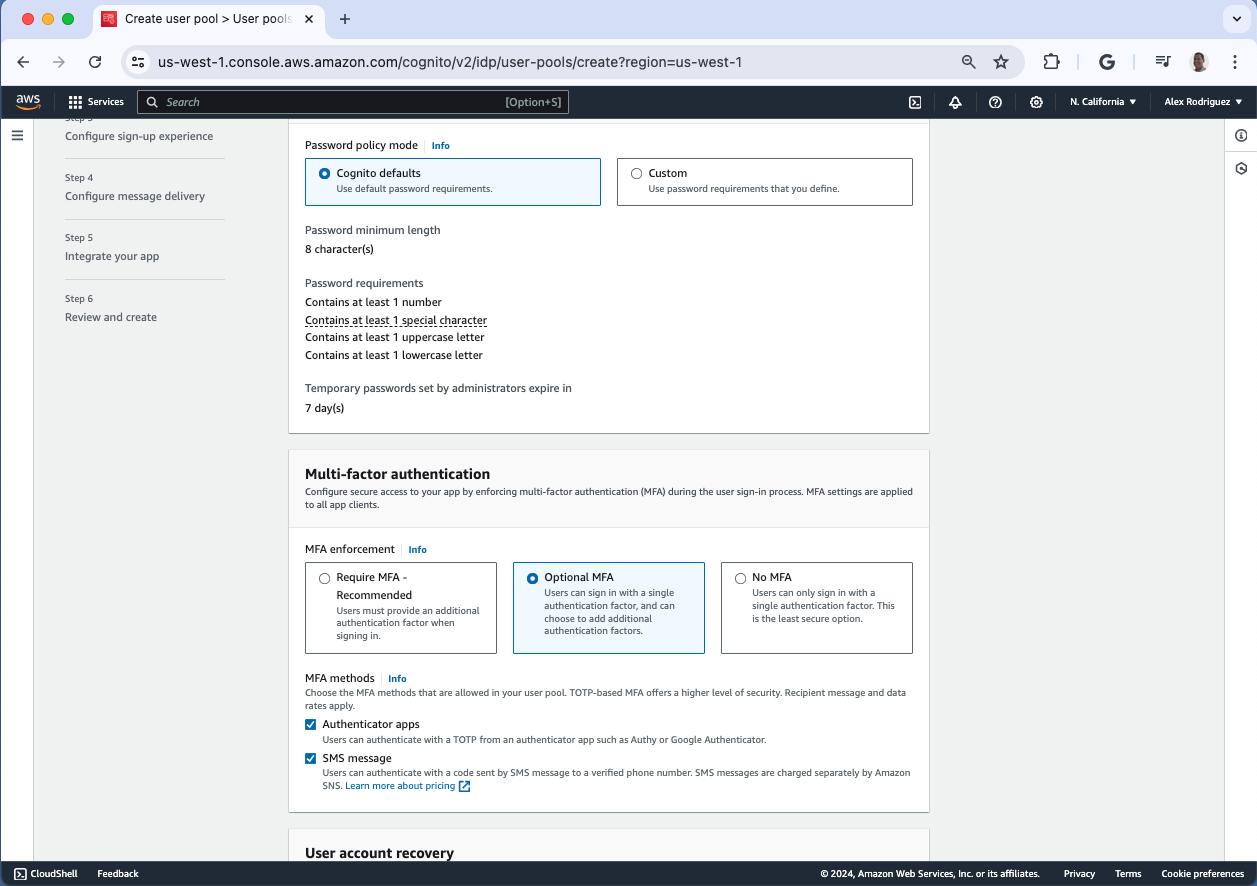 Create user pool > User pools
us-west-1.console.aws.amazon.com/cognito/v2/idp/user-pools/create?region=us-west-1
aws
Services
Search
[Option+S]
N. California
Alex Rodriguez
Step 3
Configure sign-up experience
Step 4
Configure message delivery
Step 5
Integrate your app
Step 6
Review and create
Password policy mode
Info
Cognito defaults
Use default password requirements.
Custom
Use password requirements that you define.
Password minimum length
8 character(s)
Password requirements
Contains at least 1 number
Contains at least 1 special character
Contains at least 1 uppercase letter
Contains at least 1 lowercase letter
Temporary passwords set by administrators expire in
7 day(s)
Multi-factor authentication
Configure secure access to your app by enforcing multi-factor authentication (MFA) during the user sign-in process. MFA settings are applied
to all app clients.
MFA enforcement
Info
Require MFA -
Recommended
Users must provide an additional
authentication factor when
signing in.
Optional MFA
Users can sign in with a single
authentication factor, and can
choose to add additional
authentication factors.
No MFA
Users can only sign in with a
single authentication factor. This
is the least secure option.
MFA methods
Info
Choose the MFA methods that are allowed in your user pool. TOTP-based MFA offers a higher level of security. Recipient message and data
rates apply.
Authenticator apps
Users can authenticate with a TOTP from an authenticator app such as Authy or Google Authenticator.
SMS message
Users can authenticate with a code sent by SMS message to a verified phone number. SMS messages are charged separately by Amazon
SNS. Learn more about pricing
User account recovery
CloudShell
Feedback
© 2024, Amazon Web Services, Inc. or its affiliates.
Privacy
Terms
Cookie preferences